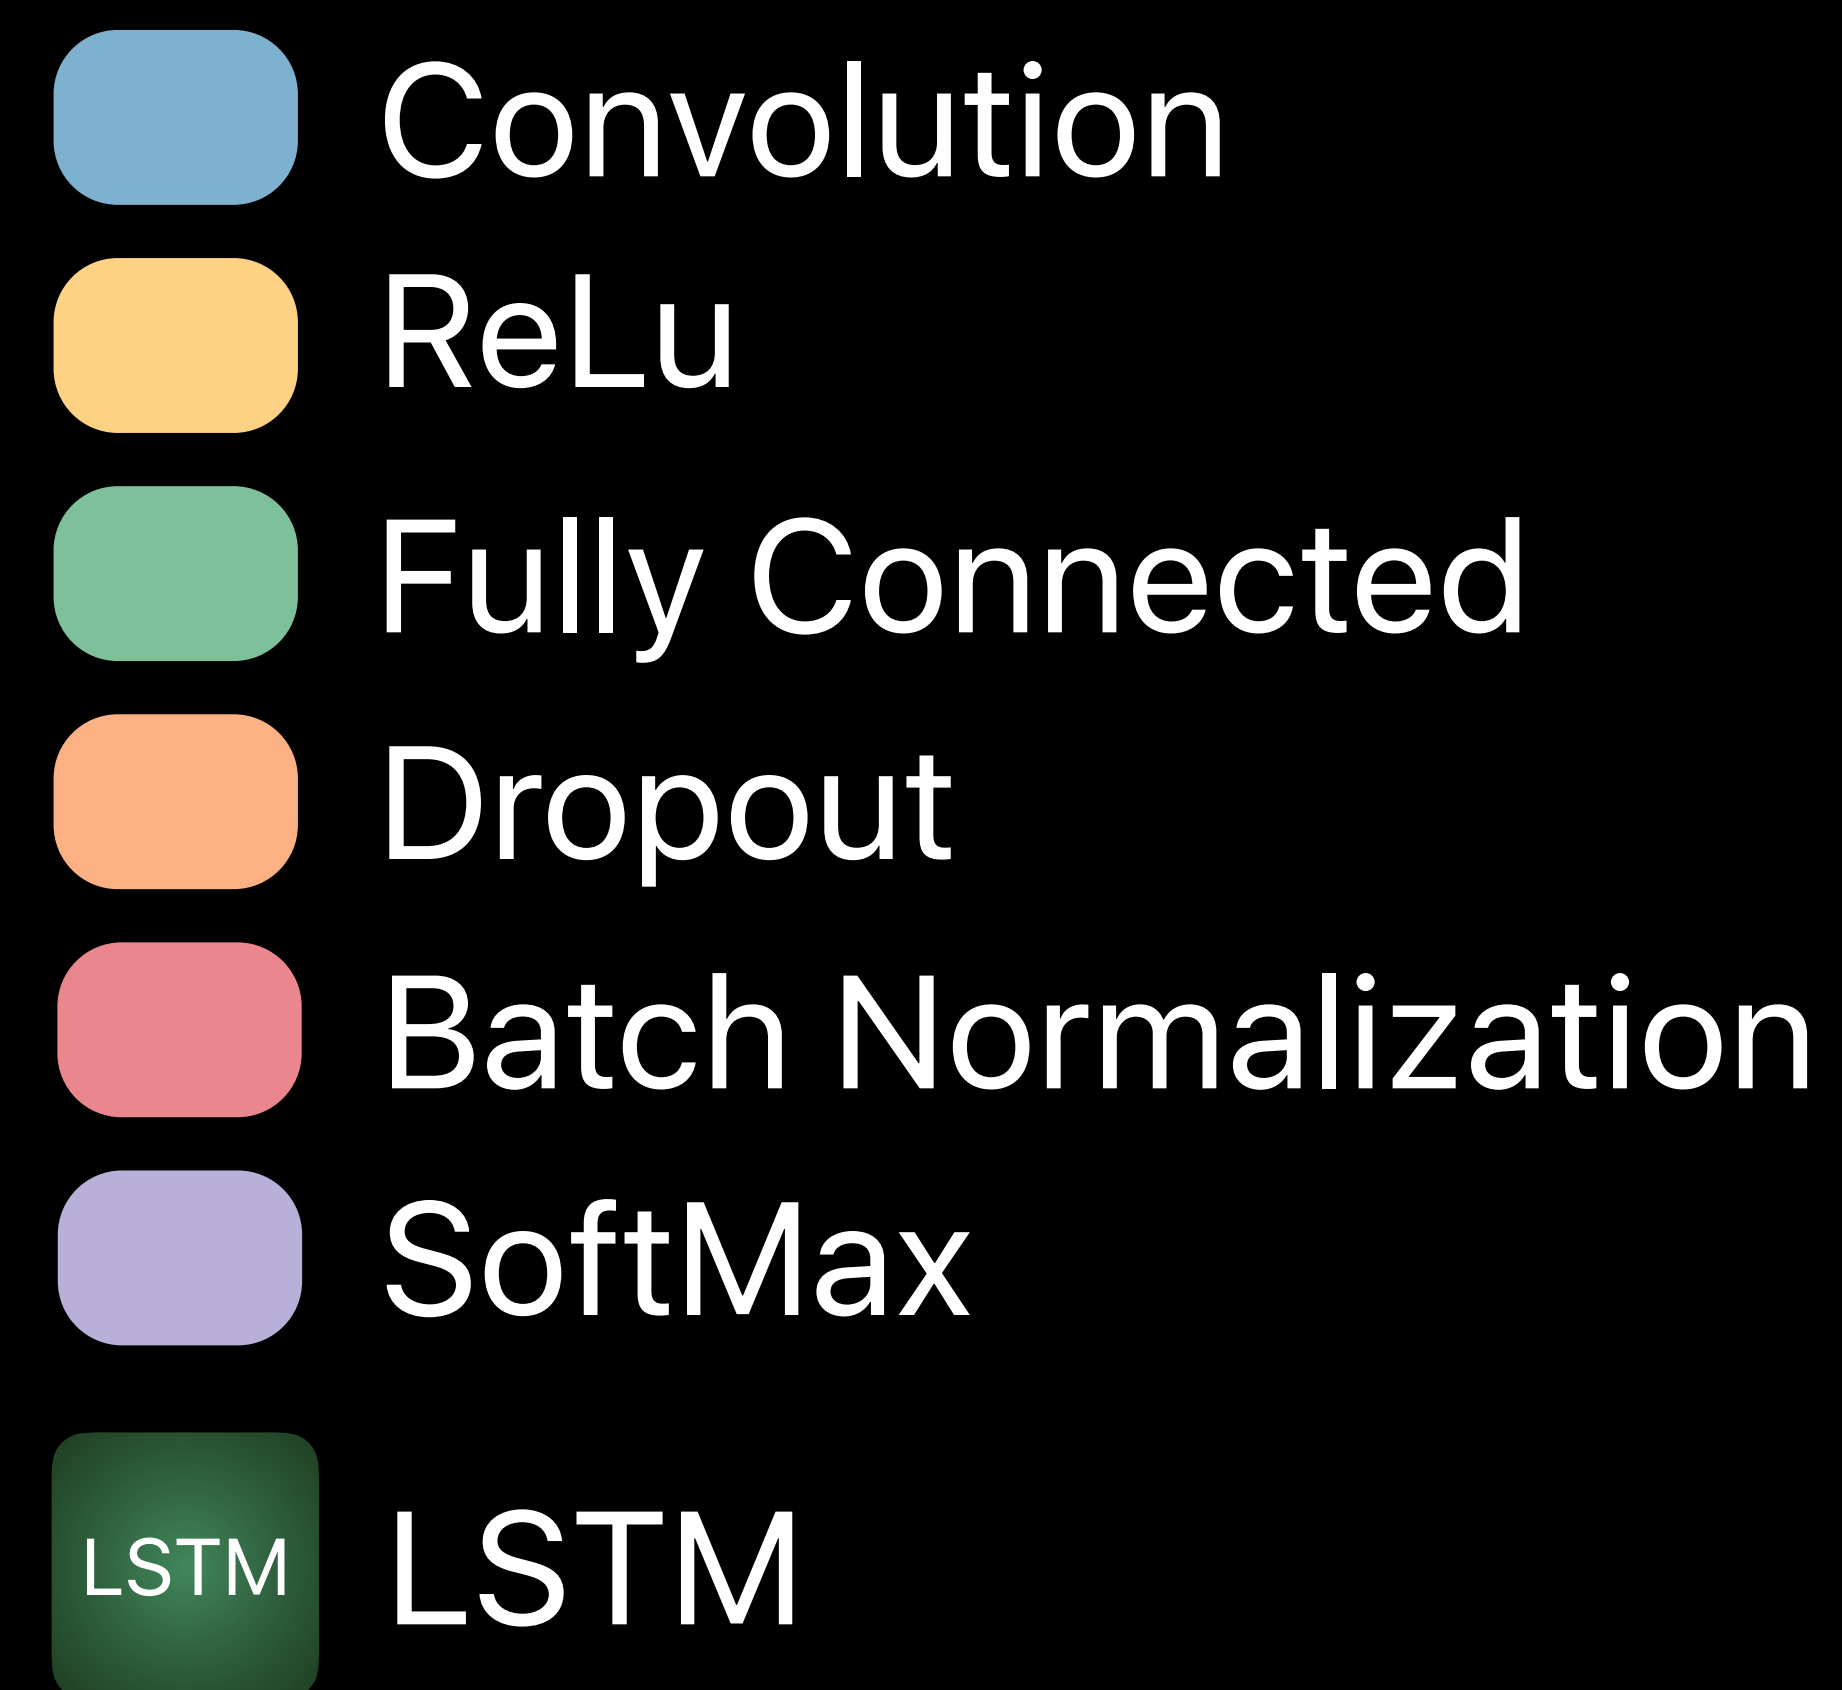 Convolution
ReLu
Fully Connected
Dropout
Batch Normalization
SoftMax
LSTM LSTM